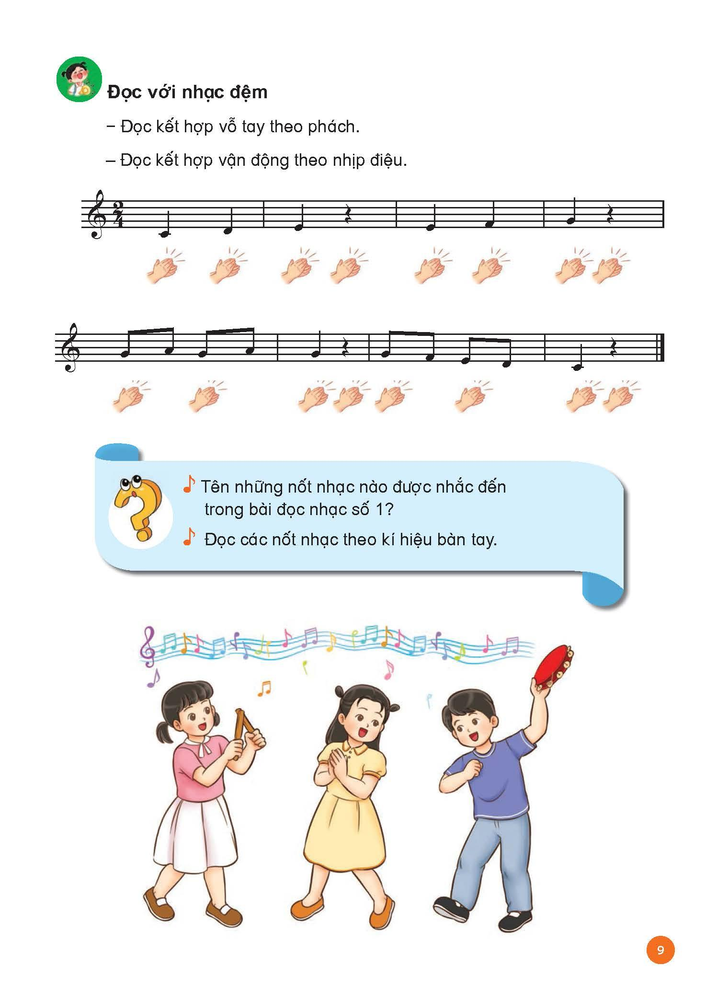 Đọc với nhạc đệm
– Đọc kết hợp vỗ tay theo phách.
– Đọc kết hợp vận động theo nhịp điệu.
2
4
Tên những nốt nhạc nào được nhắc đến
trong bài đọc nhạc số 1?
Đọc các nốt nhạc theo kí hiệu bàn tay.
9